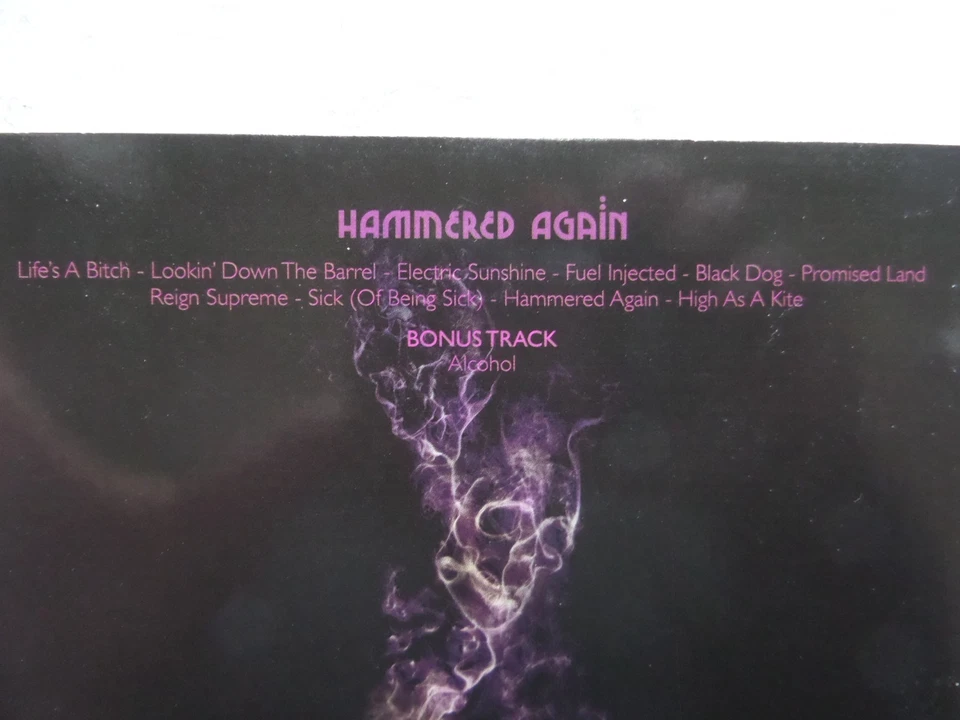 HAMMERED AGAIN
Life's A Bitch - Lookin' Down The Barrel - Electric Sunshine - Fuel Injected - Black Dog - Promised Land
Reign Supreme - Sick (Of Being Sick) - Hammered Again - High As A Kite
BONUS TRACK
Alcohol